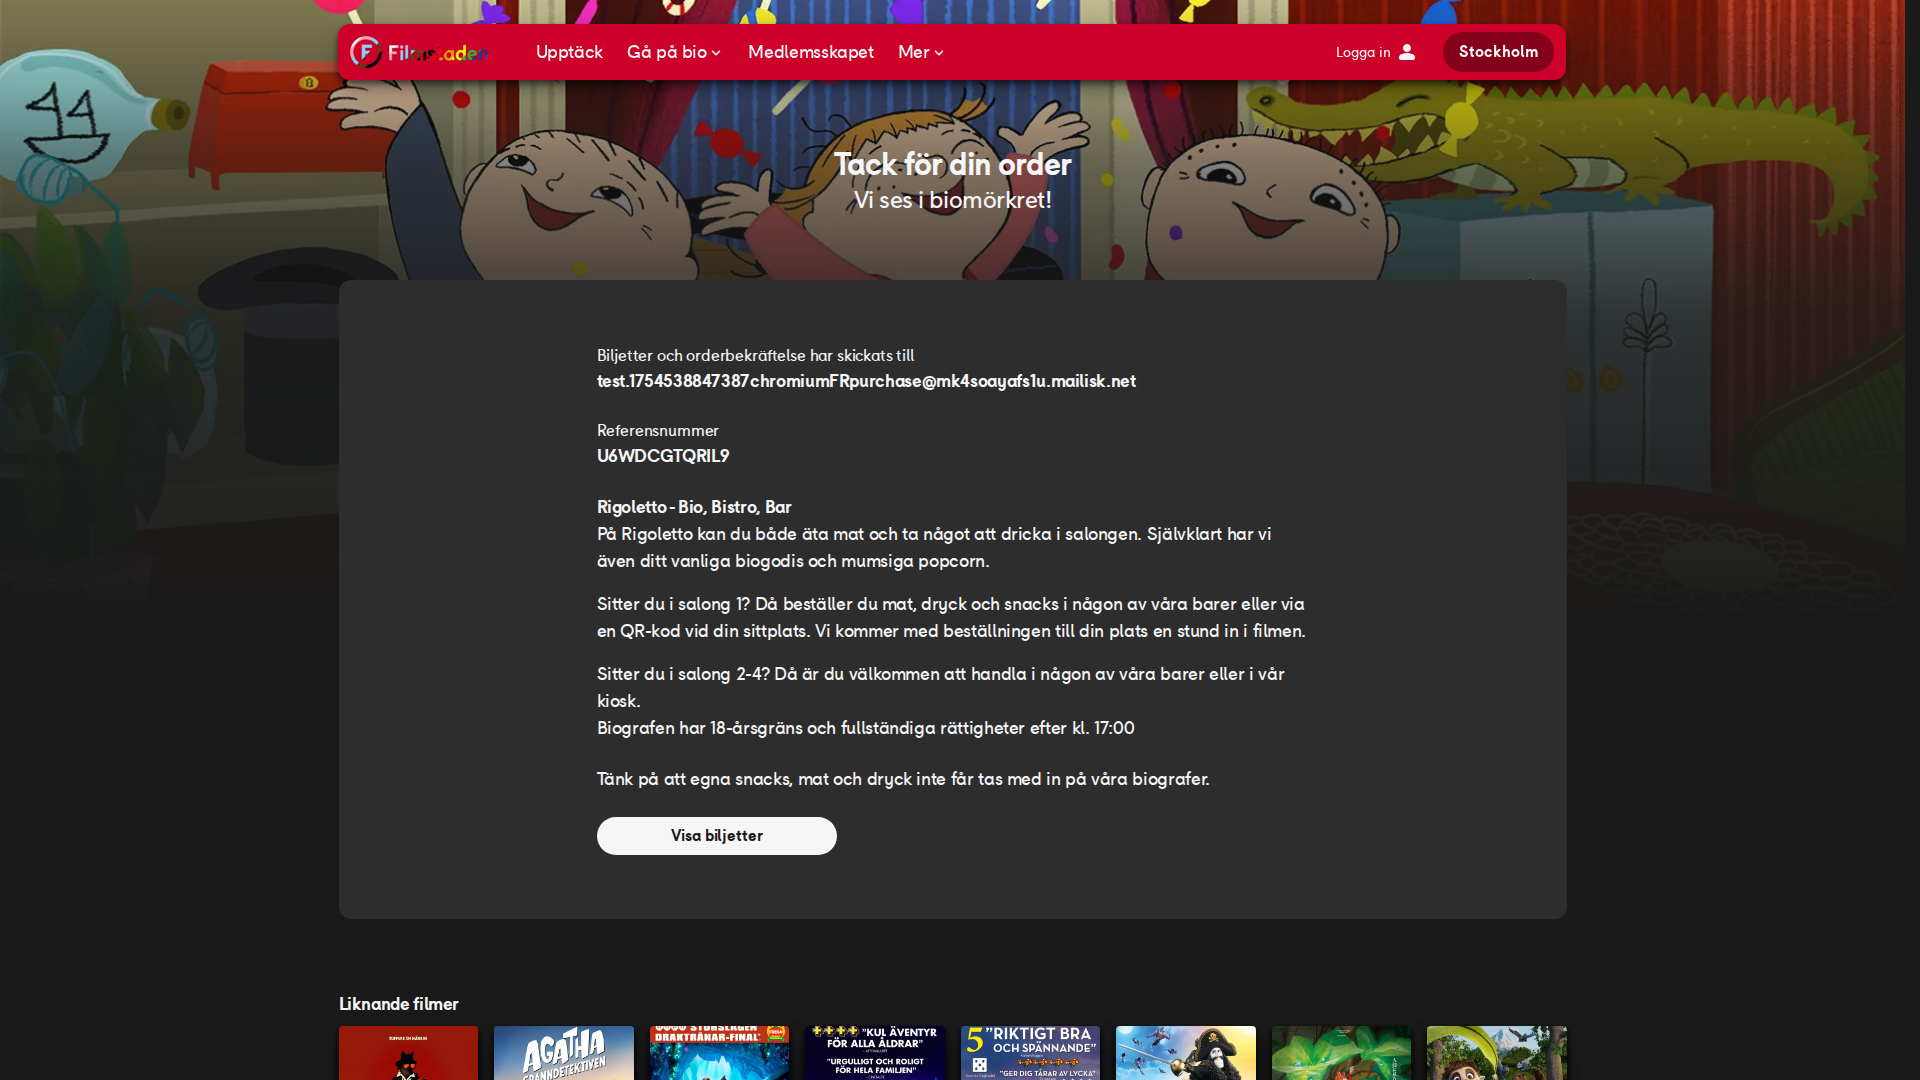 Filmstaden
Upptäck
Gå på bio
Medlemsskapet
Mer
Logga in
Stockholm
Tack för din order
Vi ses i biomörkret!
Biljetter och orderbekräftelse har skickats till
test.1754538847387chromiumFRpurchase@mk4soayafs1u.mailisk.net
Referensnummer
U6WDCGTQRIL9
Rigoletto - Bio, Bistro, Bar
På Rigoletto kan du både äta mat och ta något att dricka i salongen. Självklart har vi
även ditt vanliga biogodis och mumsiga popcorn.
Sitter du i salong 1? Då beställer du mat, dryck och snacks i någon av våra barer eller via
en QR-kod vid din sittplats. Vi kommer med beställningen till din plats en stund in i filmen.
Sitter du i salong 2-4? Då är du välkommen att handla i någon av våra barer eller i vår
kiosk.
Biografen har 18-årsgräns och fullständiga rättigheter efter kl. 17:00
Tänk på att egna snacks, mat och dryck inte får tas med in på våra biografer.
Visa biljetter
Liknande filmer
AGATHA
GRANNDETEKTIVEN
STORSLAGEN
DRAKTRÄNAR-FINAL"
"KUL ÄVENTYR
FÖR ALLA ÅLDRAR"
"URGULLIGT OCH ROLIGT
FÖR HELA FAMILJEN"
5 "RIKTIGT BRA
OCH SPÄNNANDE"
"GER DIG TÅRAR AV LYCKA"